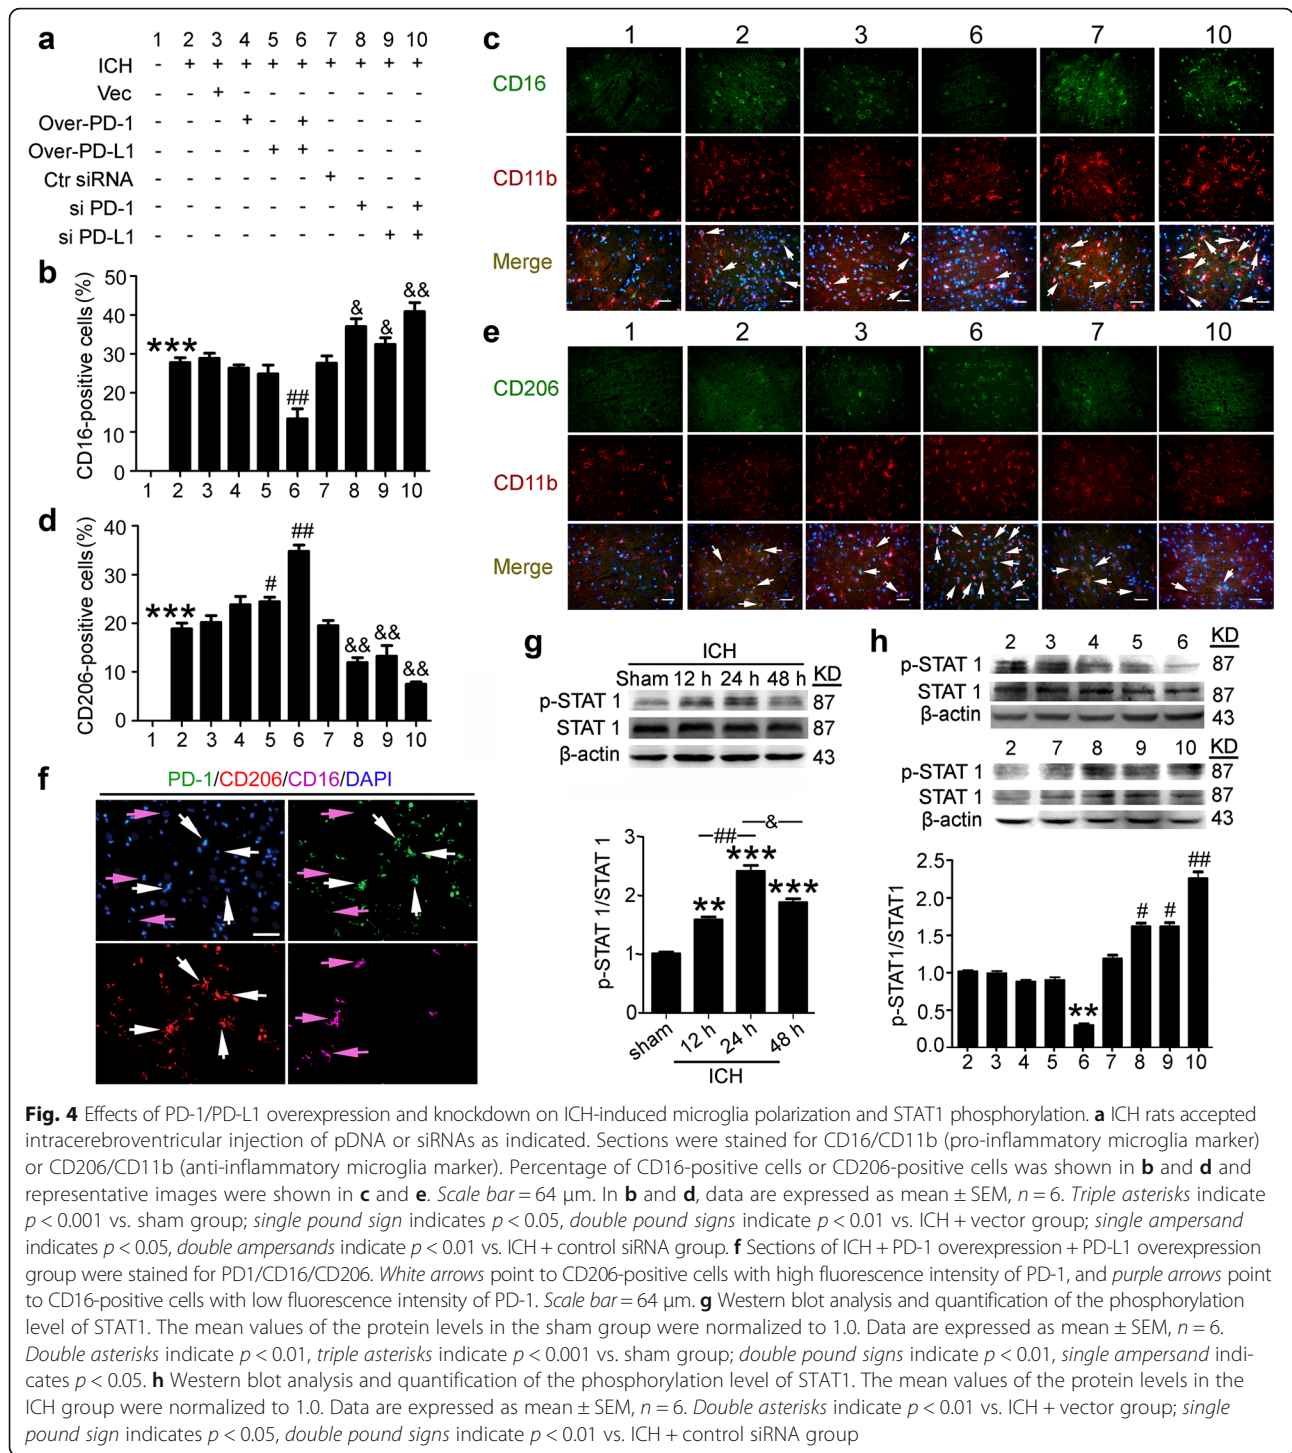 a 1 2 3 4 5 6 7 8 9 10
ICH - + + + + + + + + +
Vec - - + - - - - - - -
Over-PD-1 - - - + - + - - - -
Over-PD-L1 - - - - + + - - - -
Ctr siRNA - - - - - - + - - -
si PD-1 - - - - - - - + - +
si PD-L1 - - - - - - - - + +
b
CD16-positive cells (%)
50
40
30
20
10
0
*** ## & & &&
1 2 3 4 5 6 7 8 9 10
c 1 2 3 6 7 10
CD16
CD11b
Merge
d
CD206-positive cells (%)
40
30
20
10
0
*** # ## && && &&
1 2 3 4 5 6 7 8 9 10
e 1 2 3 6 7 10
CD206
CD11b
Merge
f PD-1/CD206/CD16/DAPI
g ICH
Sham 12 h 24 h 48 h KD
p-STAT 1 87
STAT 1 87
β-actin 43
p-STAT 1/STAT 1
3
2
1
0
## &
** *** ***
sham 12 h 24 h 48 h
ICH
h 2 3 4 5 6 KD
p-STAT 1 87
STAT 1 87
β-actin 43
2 7 8 9 10 KD
p-STAT 1 87
STAT 1 87
β-actin 43
p-STAT1/STAT1
2.5
2.0
1.5
1.0
0.5
0.0
** # # ##
2 3 4 5 6 7 8 9 10
Fig. 4 Effects of PD-1/PD-L1 overexpression and knockdown on ICH-induced microglia polarization and STAT1 phosphorylation. a ICH rats accepted
intracerebroventricular injection of pDNA or siRNAs as indicated. Sections were stained for CD16/CD11b (pro-inflammatory microglia marker)
or CD206/CD11b (anti-inflammatory microglia marker). Percentage of CD16-positive cells or CD206-positive cells was shown in b and d and
representative images were shown in c and e. Scale bar = 64 μm. In b and d, data are expressed as mean ± SEM, n = 6. Triple asterisks indicate
p < 0.001 vs. sham group; single pound sign indicates p < 0.05, double pound signs indicate p < 0.01 vs. ICH + vector group; single ampersand
indicates p < 0.05, double ampersands indicate p < 0.01 vs. ICH + control siRNA group. f Sections of ICH + PD-1 overexpression + PD-L1 overexpression
group were stained for PD1/CD16/CD206. White arrows point to CD206-positive cells with high fluorescence intensity of PD-1, and purple arrows point
to CD16-positive cells with low fluorescence intensity of PD-1. Scale bar = 64 μm. g Western blot analysis and quantification of the phosphorylation
level of STAT1. The mean values of the protein levels in the sham group were normalized to 1.0. Data are expressed as mean ± SEM, n = 6.
Double asterisks indicate p < 0.01, triple asterisks indicate p < 0.001 vs. sham group; double pound signs indicate p < 0.01, single ampersand indi-
cates p < 0.05. h Western blot analysis and quantification of the phosphorylation level of STAT1. The mean values of the protein levels in the
ICH group were normalized to 1.0. Data are expressed as mean ± SEM, n = 6. Double asterisks indicate p < 0.01 vs. ICH + vector group; single
pound sign indicates p < 0.05, double pound signs indicate p < 0.01 vs. ICH + control siRNA group